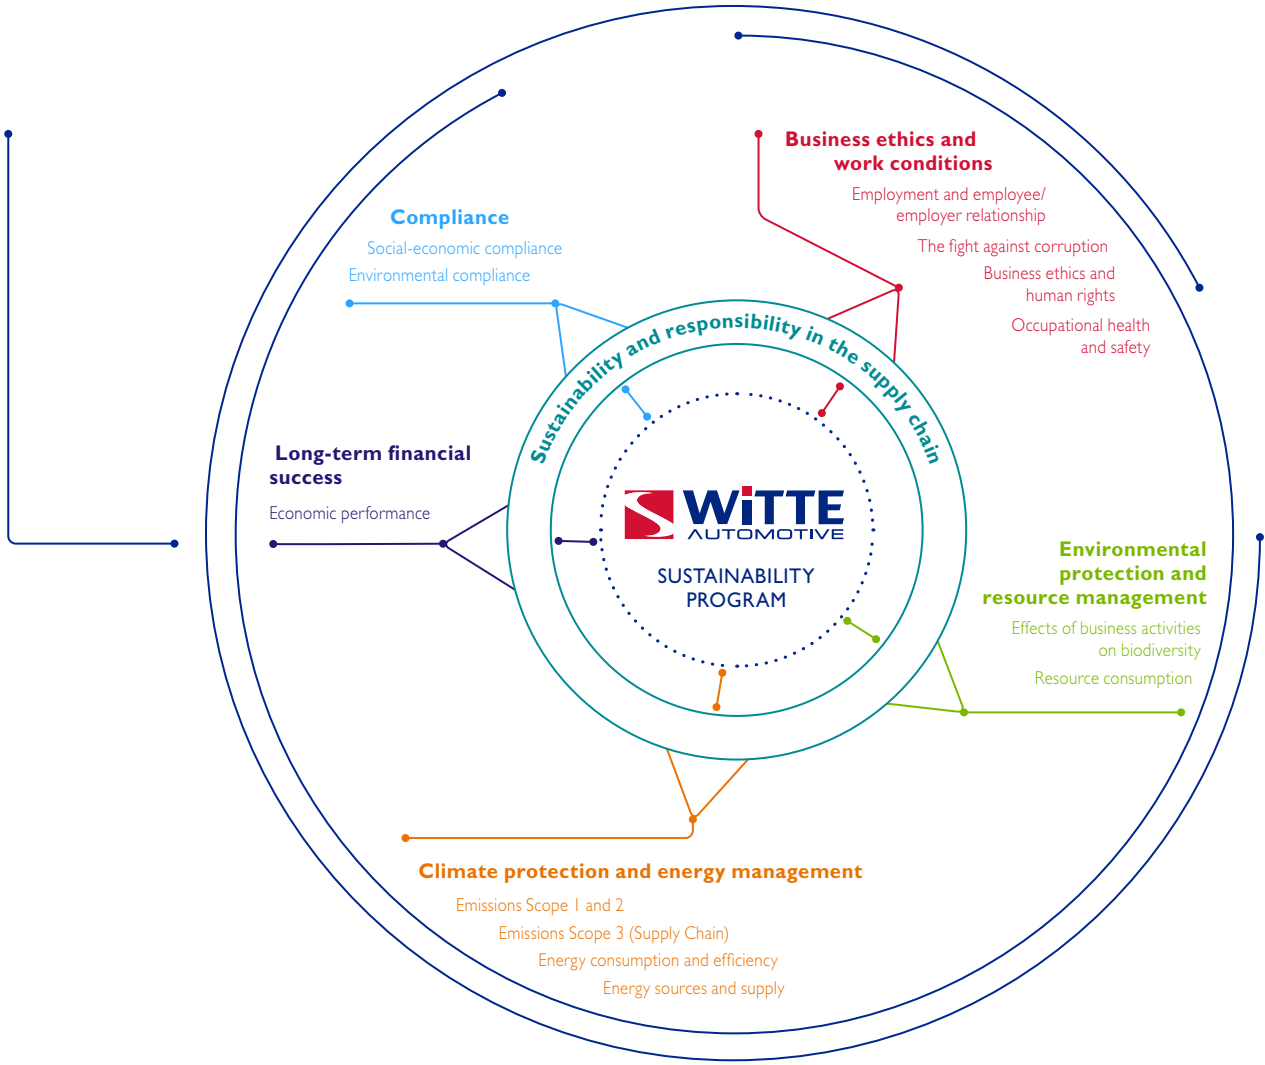 Business ethics and
work conditions
Employment and employee/
employer relationship
The fight against corruption
Business ethics and
human rights
Occupational health
and safety
Compliance
Social-economic compliance
Environmental compliance
Sustainability and responsibility in the supply chain
Long-term financial
success
Economic performance
WiTTE
AUTOMOTIVE
SUSTAINABILITY
PROGRAM
Environmental
protection and
resource management
Effects of business activities
on biodiversity
Resource consumption
Climate protection and energy management
Emissions Scope 1 and 2
Emissions Scope 3 (Supply Chain)
Energy consumption and efficiency
Energy sources and supply